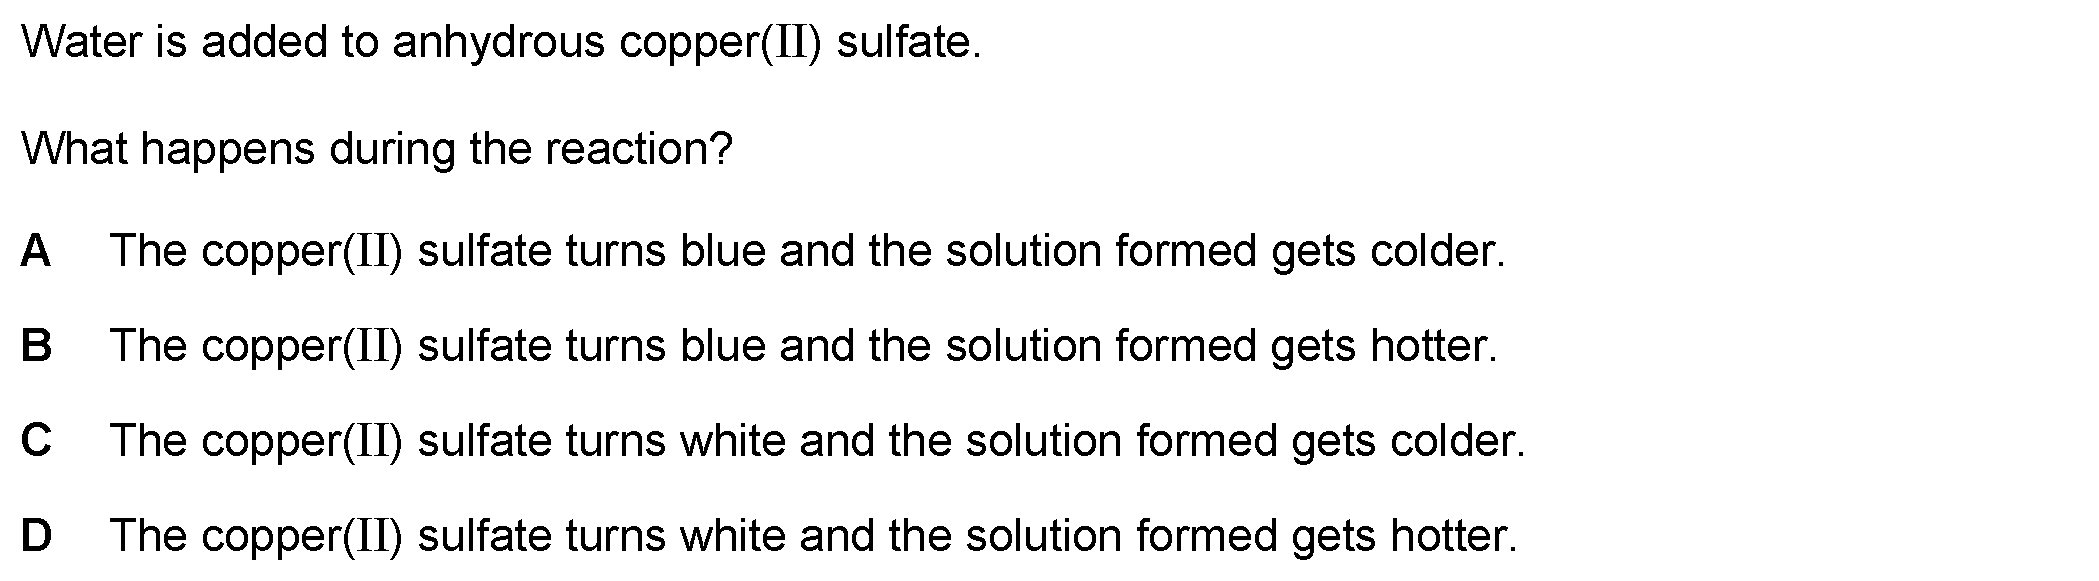 Water is added to anhydrous copper(II) sulfate.
What happens during the reaction?
A The copper(II) sulfate turns blue and the solution formed gets colder.
B The copper(II) sulfate turns blue and the solution formed gets hotter.
C The copper(II) sulfate turns white and the solution formed gets colder.
D The copper(II) sulfate turns white and the solution formed gets hotter.